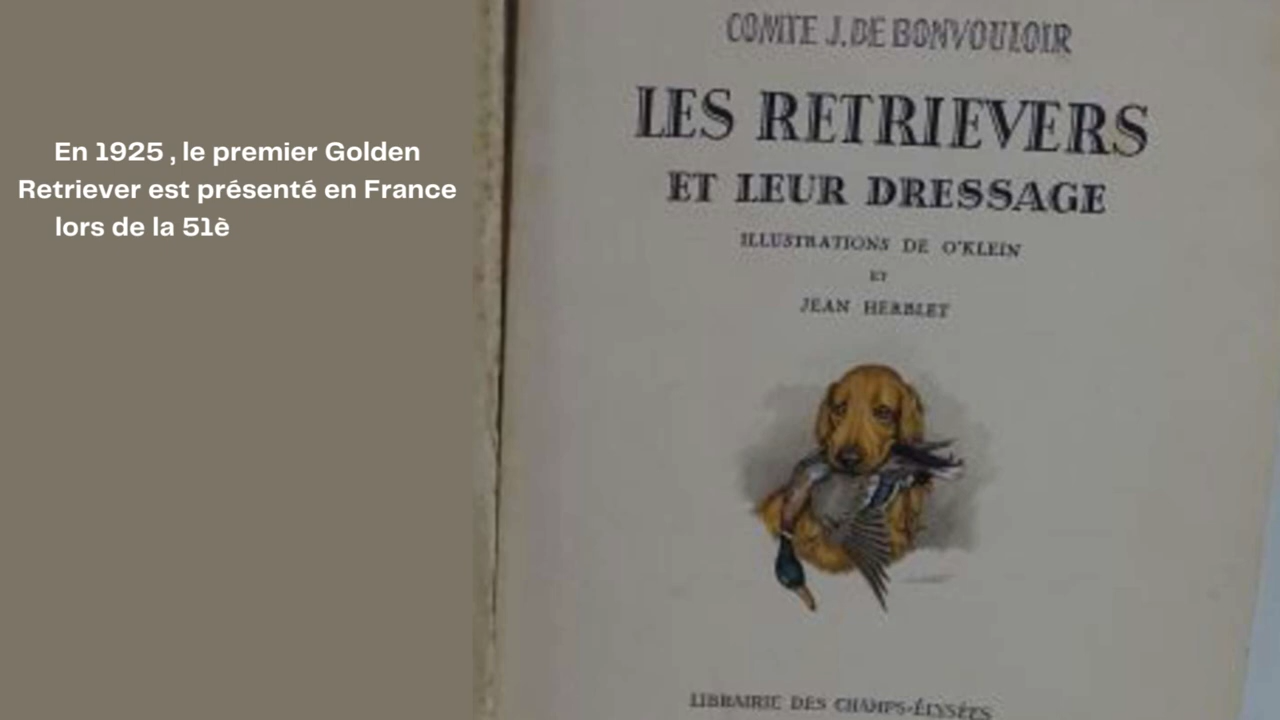 En 1925 , le premier Golden
Retriever est présenté en France
lors de la 51è
COMTE J. DE BONVOULOIR
LES RETRIEVERS
ET LEUR DRESSAGE
ILLUSTRATIONS DE O'KLEIN
ET
JEAN HERBLET
LIBRAIRIE DES CHAMPS-ÉLYSÉES